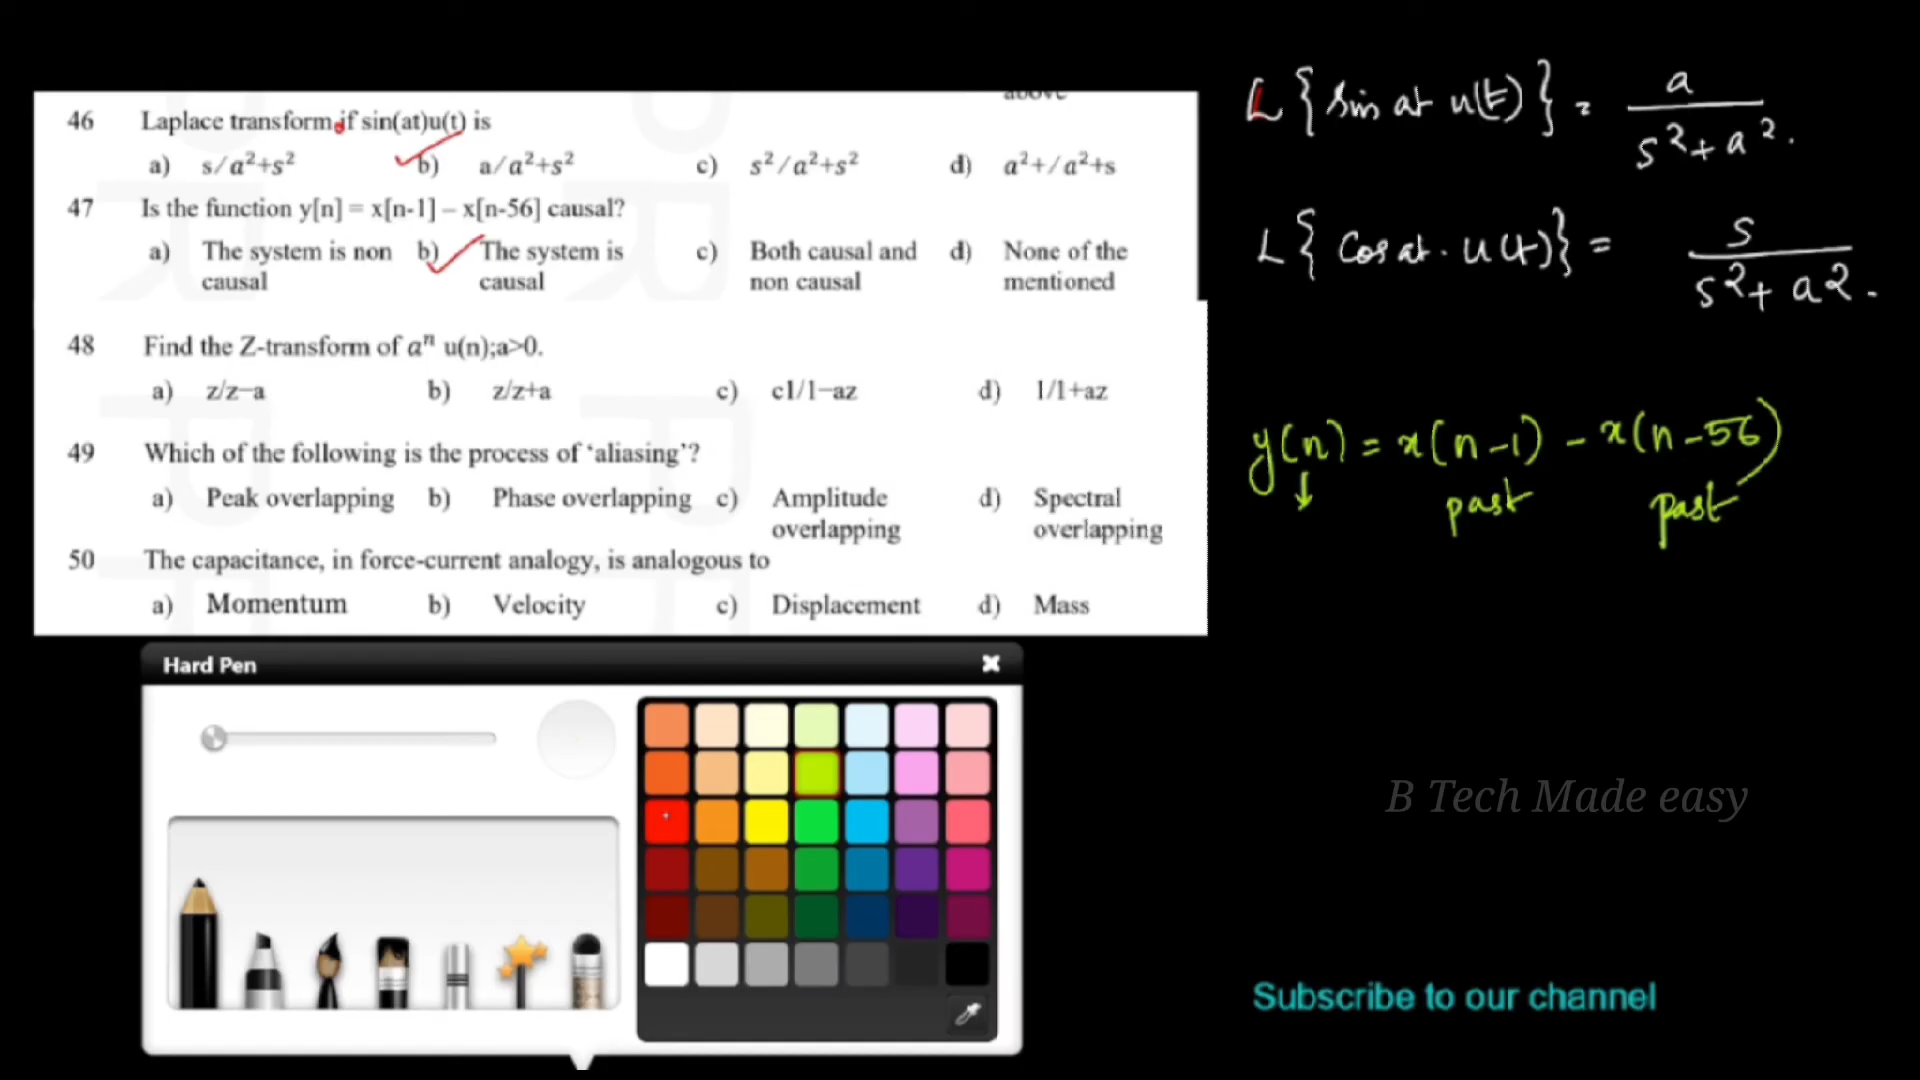 above
46 Laplace transform if sin(at)u(t) is
a) s/a²+s² b) a/a²+s² c) s²/a²+s² d) a²+/a²+s
47 Is the function y[n] = x[n-1] – x[n-56] causal?
a) The system is non causal b) The system is causal c) Both causal and non causal d) None of the mentioned
48 Find the Z-transform of aⁿ u(n);a>0.
a) z/z−a b) z/z+a c) c1/1−az d) 1/1+az
49 Which of the following is the process of ‘aliasing’?
a) Peak overlapping b) Phase overlapping c) Amplitude overlapping d) Spectral overlapping
50 The capacitance, in force-current analogy, is analogous to
a) Momentum b) Velocity c) Displacement d) Mass
Hard Pen
L{ sin at u(t) } = a / s²+a².
L{ Cos at . u(t)} = s / s²+a².
y(n) = x(n-1) - x(n-56)
past past
B Tech Made easy
Subscribe to our channel